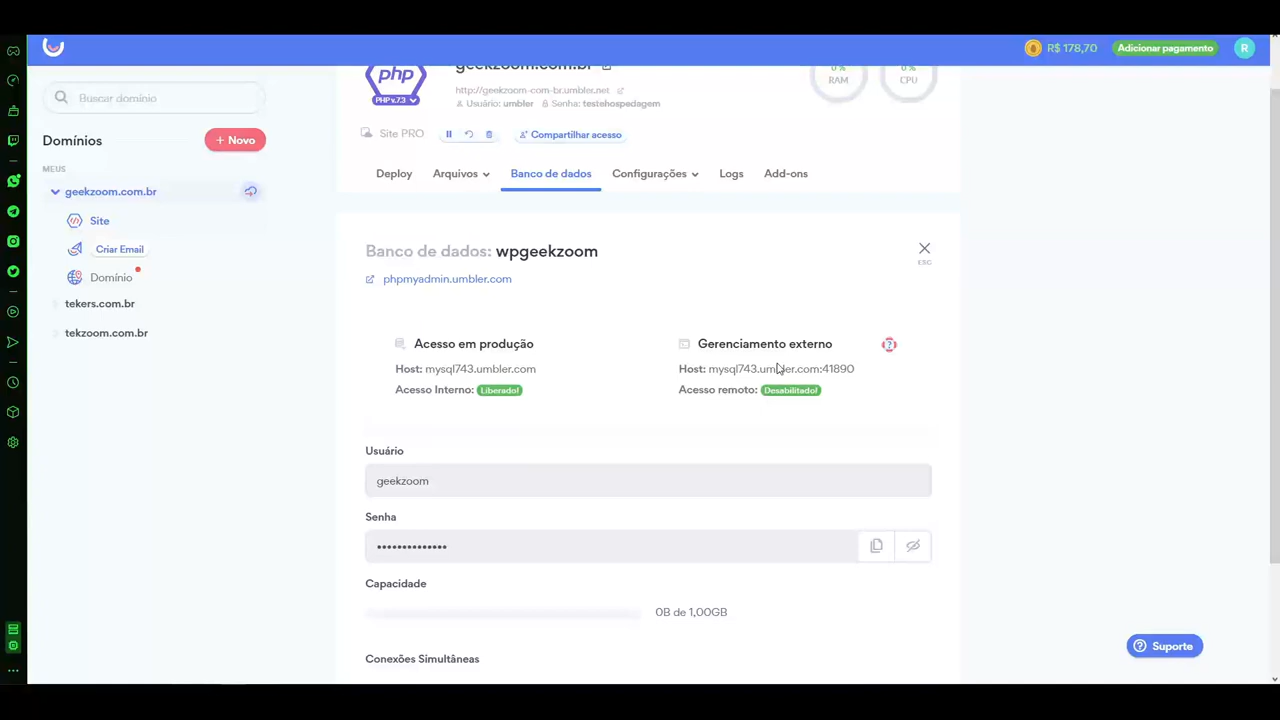 R$ 178,70
Adicionar pagamento
R
Buscar domínio
Domínios
+ Novo
MEUS
geekzoom.com.br
Site
Criar Email
Domínio
tekers.com.br
tekzoom.com.br
php
PHP v.7.3
geekzoom.com.br
http://geekzoom-com-br.umbler.net
Usuário: umbler Senha: testehospedagem
0% RAM
0% CPU
Site PRO
Compartilhar acesso
Deploy Arquivos Banco de dados Configurações Logs Add-ons
Banco de dados: wpgeekzoom
ESC
phpmyadmin.umbler.com
Acesso em produção
Host: mysql743.umbler.com
Acesso Interno: Liberado!
Gerenciamento externo
?
Host: mysql743.umbler.com:41890
Acesso remoto: Desabilitado!
Usuário
geekzoom
Senha
••••••••••••••
Capacidade
0B de 1,00GB
Conexões Simultâneas
Suporte